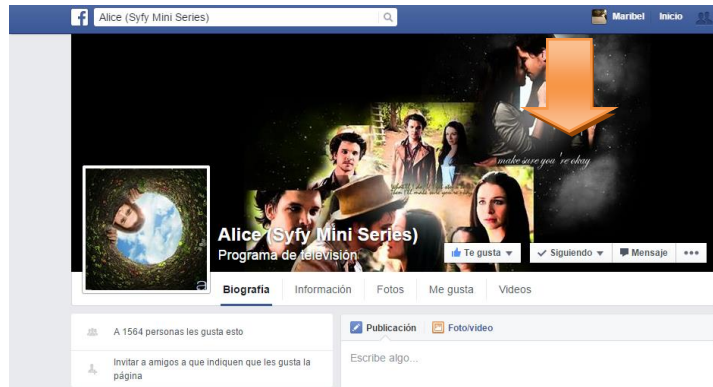 Alice (Syfy Mini Series)
Maribel Inicio
make sure you 're okay
Alice (Syfy Mini Series)
Programa de televisión
Te gusta
Siguiendo
Mensaje
Biografía Información Fotos Me gusta Videos
A 1564 personas les gusta esto
Publicación Foto/video
Invitar a amigos a que indiquen que les gusta la
página
Escribe algo...